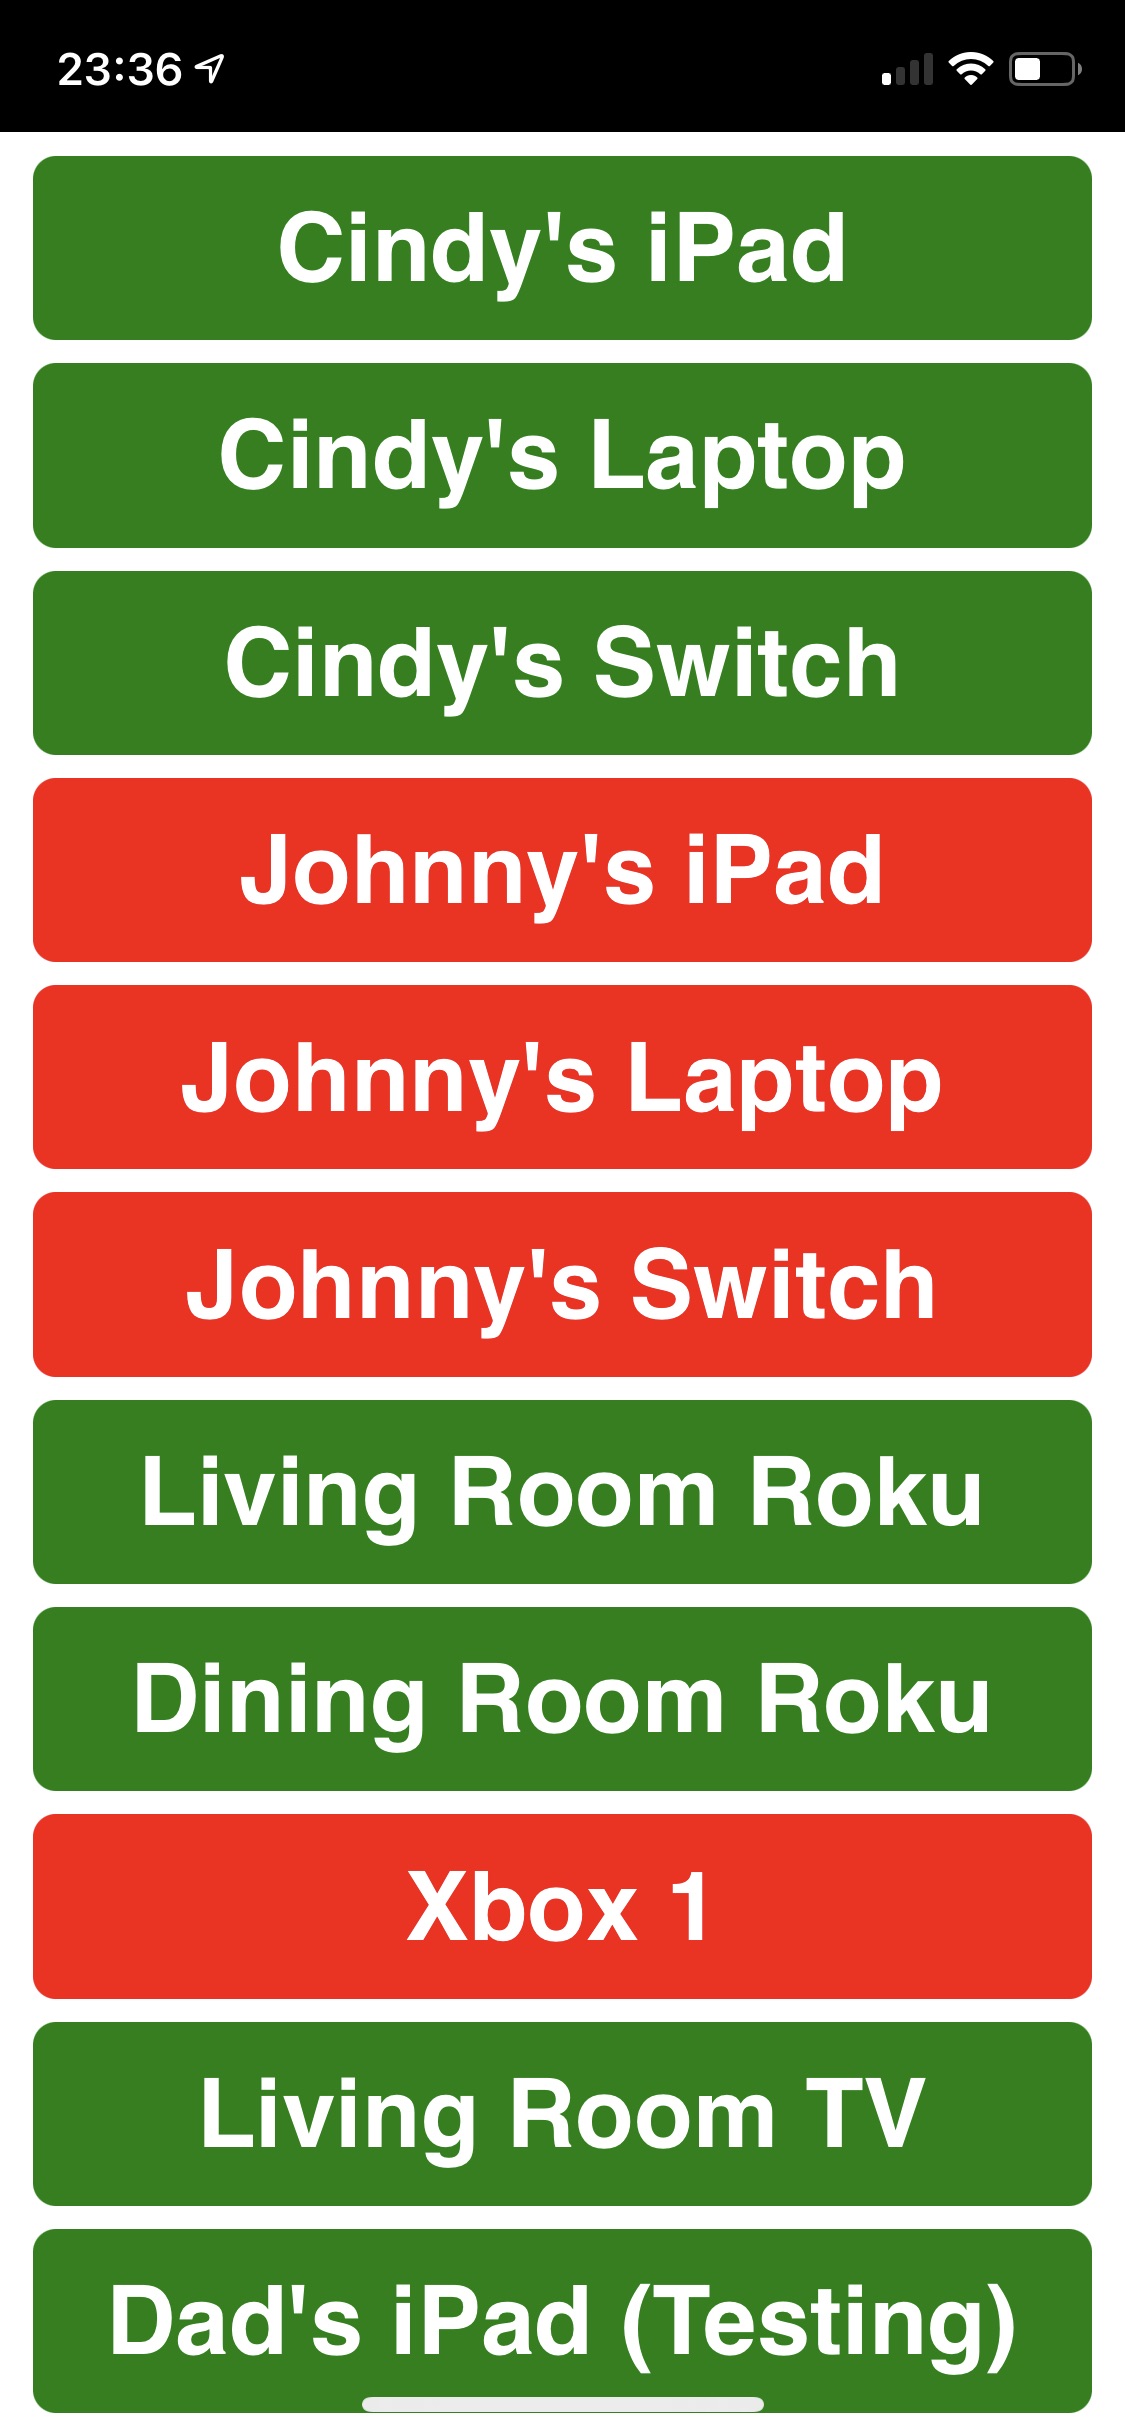 23:36
Cindy's iPad
Cindy's Laptop
Cindy's Switch
Johnny's iPad
Johnny's Laptop
Johnny's Switch
Living Room Roku
Dining Room Roku
Xbox 1
Living Room TV
Dad's iPad (Testing)